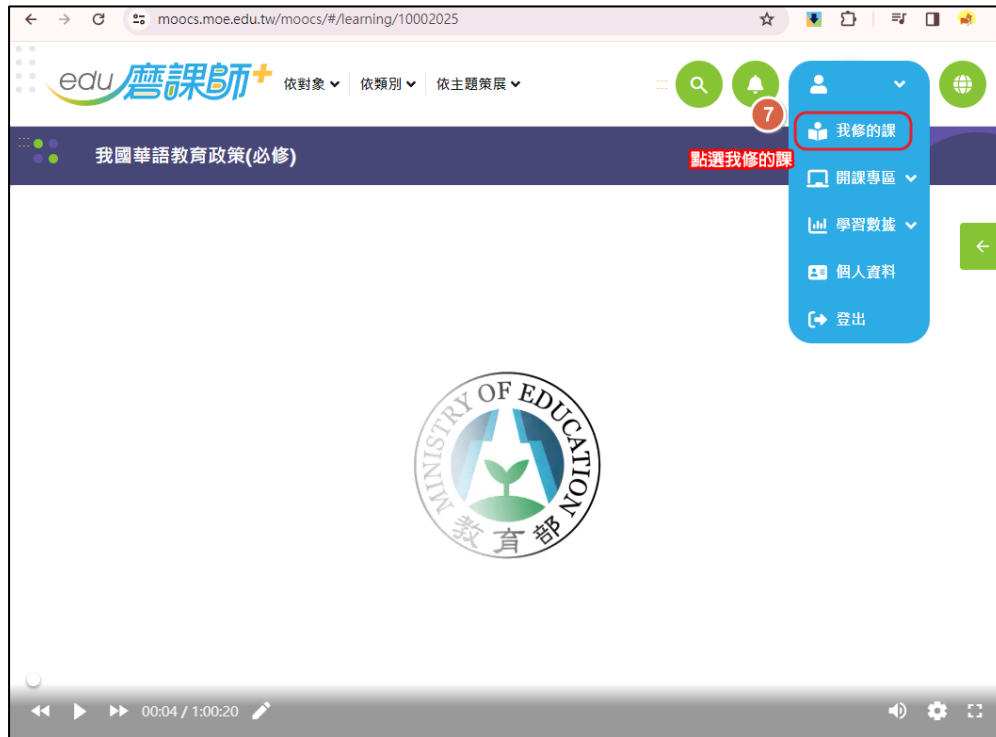 moocs.moe.edu.tw/moocs/#/learning/10002025
edu磨課師+
依對象
依類別
依主題策展
7
我修的課
我國華語教育政策(必修)
點選我修的課
開課專區
學習數據
個人資料
登出
MINISTRY OF EDUCATION
教育部
00:04 / 1:00:20